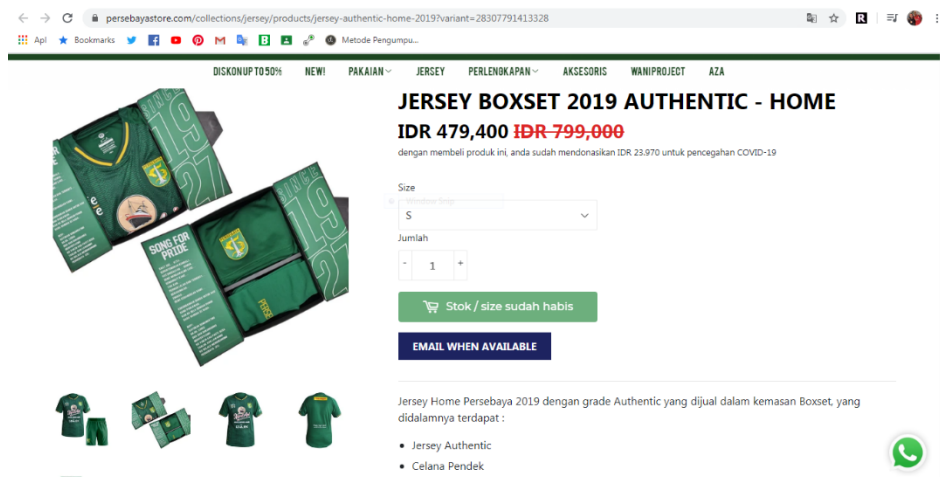 persebayastore.com/collections/jersey/products/jersey-authentic-home-2019?variant=28307791413328
Apl Bookmarks Metode Pengumpu...
DISKON UP TO 50% NEW! PAKAIAN JERSEY PERLENGKAPAN AKSESORIS WANIPROJECT AZA
JERSEY BOXSET 2019 AUTHENTIC - HOME
IDR 479,400 IDR 799,000
dengan membeli produk ini, anda sudah mendonasikan IDR 23.970 untuk pencegahan COVID-19
Size
S
Jumlah
- 1 +
Stok / size sudah habis
EMAIL WHEN AVAILABLE
Jersey Home Persebaya 2019 dengan grade Authentic yang dijual dalam kemasan Boxset, yang
didalamnya terdapat :
• Jersey Authentic
• Celana Pendek
SINCE
1927
SONG FOR
PRIDE
SINCE
1927